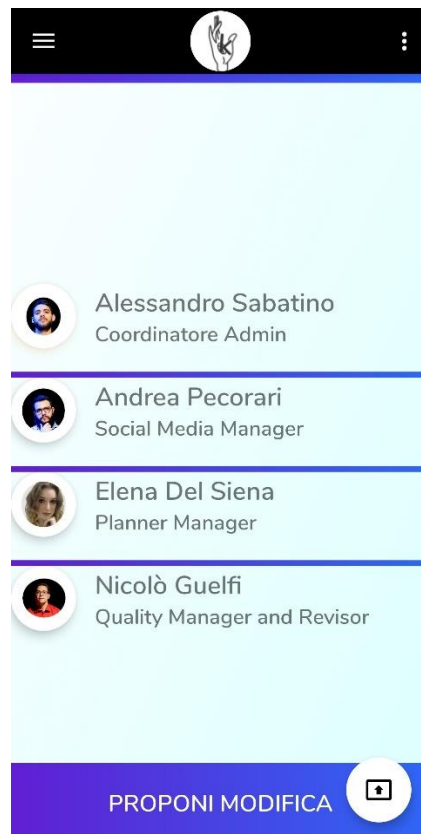 k
Alessandro Sabatino
Coordinatore Admin
Andrea Pecorari
Social Media Manager
Elena Del Siena
Planner Manager
Nicolò Guelfi
Quality Manager and Revisor
PROPONI MODIFICA